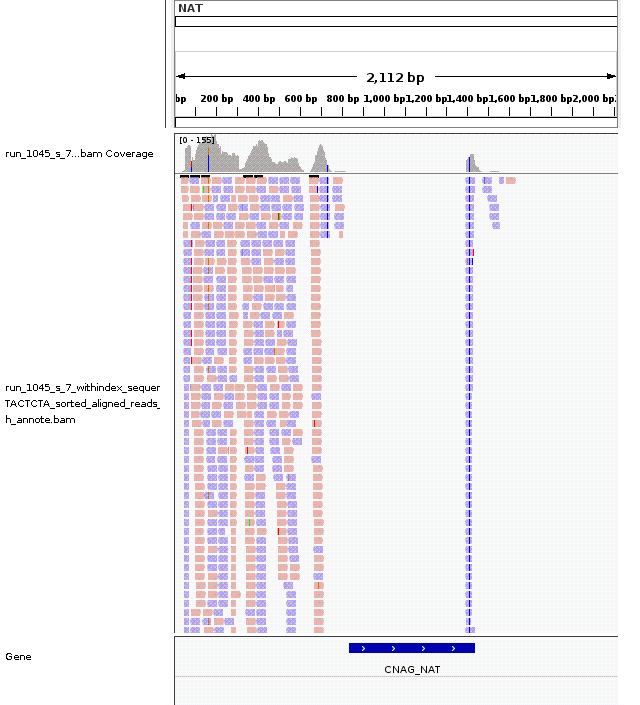 NAT
2,112 bp
bp 200 bp 400 bp 600 bp 800 bp 1,000 bp 1,200 bp 1,400 bp 1,600 bp 1,800 bp 2,000 bp
[0 - 155]
run_1045_s_7...bam Coverage
run_1045_s_7_withindex_sequer
TACTCTA_sorted_aligned_reads_
h_annote.bam
Gene
CNAG_NAT